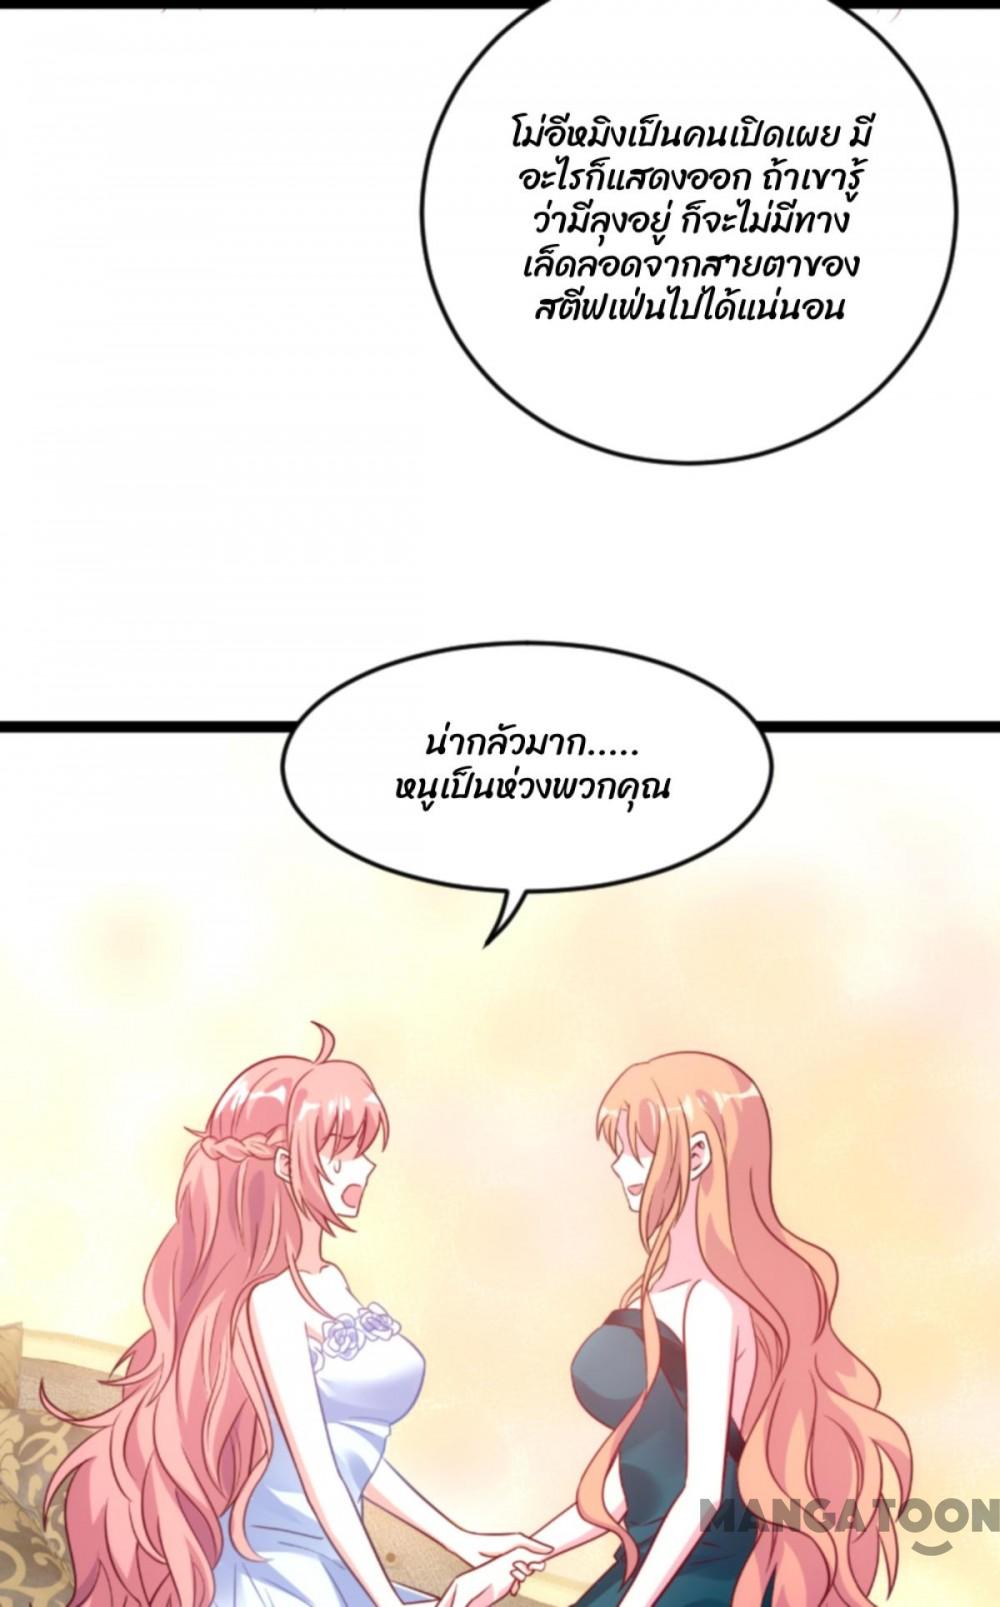 โม่อีหมิงเป็นคนเปิดเผย มี
อะไรก็แสดงออก ถ้าเขารู้
ว่ามีลุงอยู่ ก็จะไม่มีทาง
เล็ดลอดจากสายตาของ
สตีฟเฟ่นไปได้แน่นอน
น่ากลัวมาก.....
หนูเป็นห่วงพวกคุณ
MANGATOON